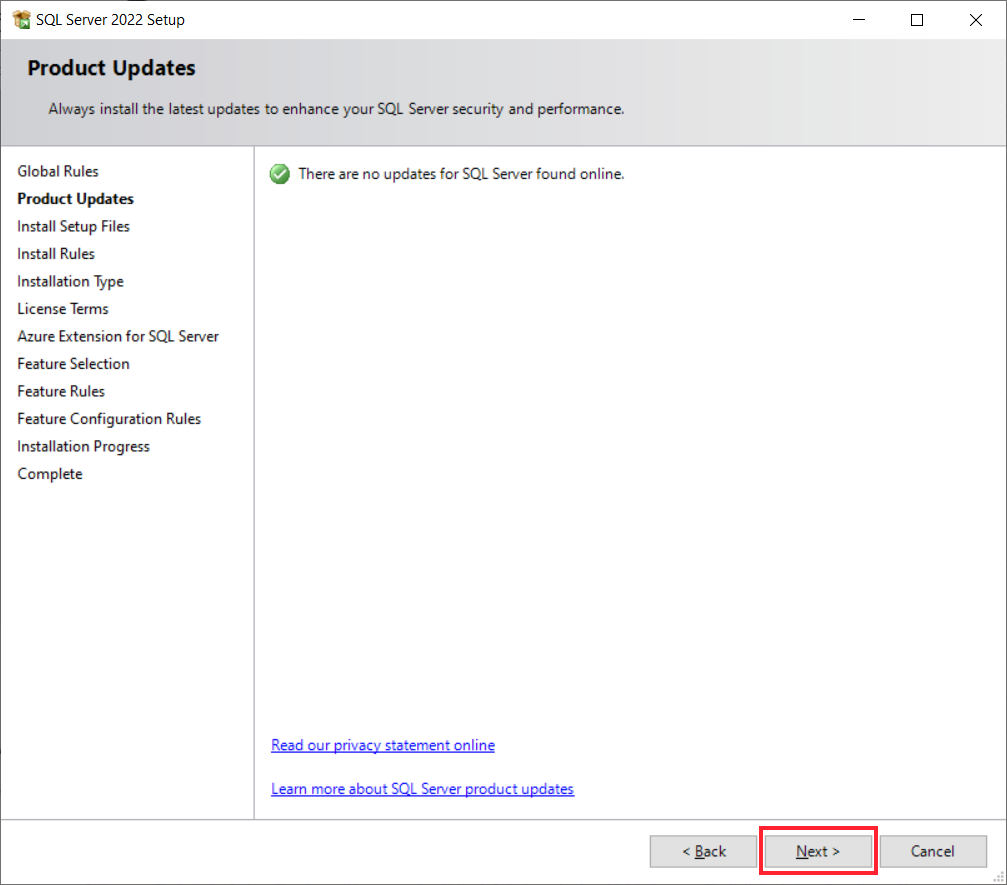 SQL Server 2022 Setup
Product Updates
Always install the latest updates to enhance your SQL Server security and performance.
Global Rules
Product Updates
Install Setup Files
Install Rules
Installation Type
License Terms
Azure Extension for SQL Server
Feature Selection
Feature Rules
Feature Configuration Rules
Installation Progress
Complete
There are no updates for SQL Server found online.
Read our privacy statement online
Learn more about SQL Server product updates
< Back
Next >
Cancel